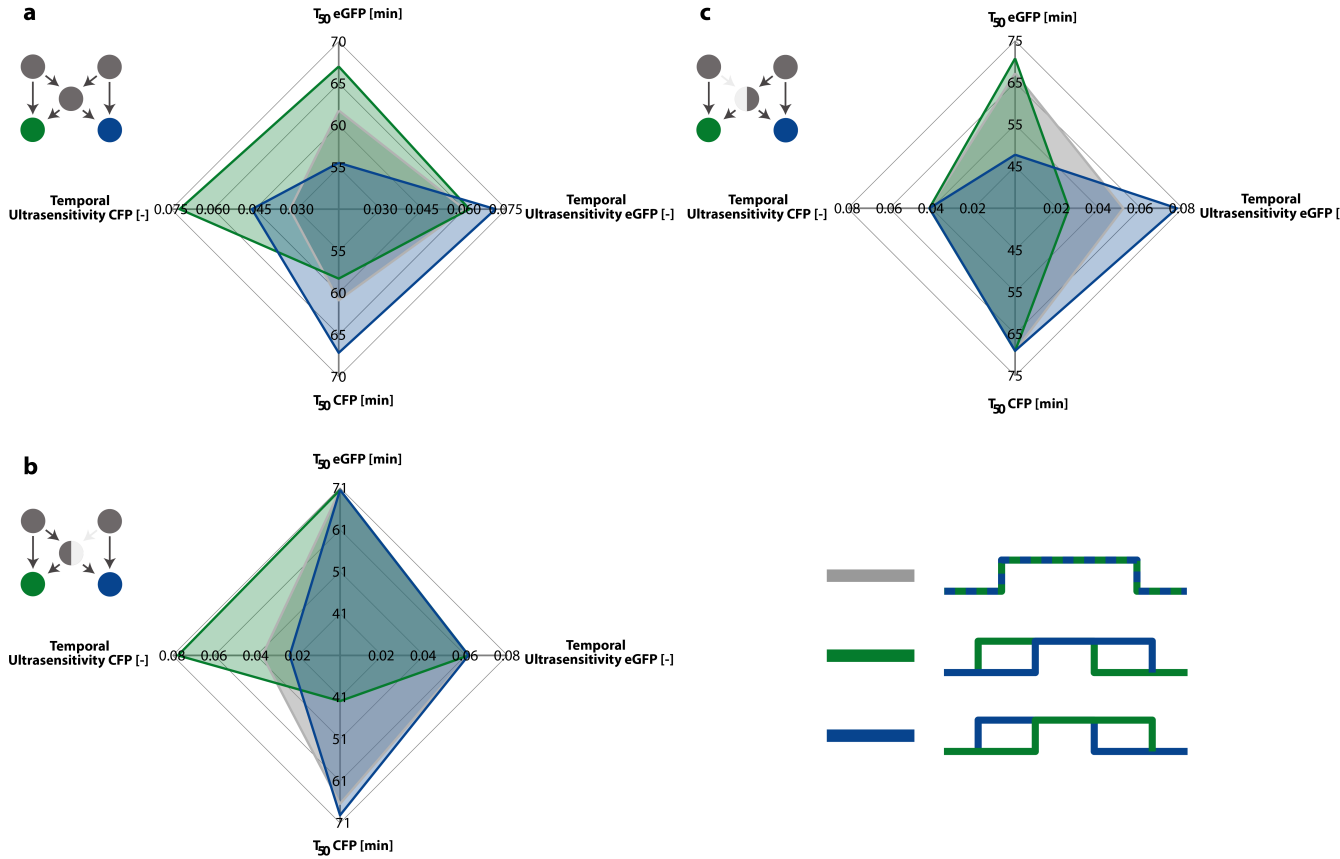 a
T50 eGFP [min]
70
65
60
55
Temporal
Ultrasensitivity CFP [-]
0.075 0.060 0.045 0.030 0.030 0.045 0.060 0.075
Temporal
Ultrasensitivity eGFP [-]
55
60
65
70
T50 CFP [min]
c
T50 eGFP [min]
75
65
55
45
Temporal
Ultrasensitivity CFP [-]
0.08 0.06 0.04 0.02 0.02 0.04 0.06 0.08
Temporal
Ultrasensitivity eGFP [
45
55
65
75
T50 CFP [min]
b
T50 eGFP [min]
71
61
51
41
Temporal
Ultrasensitivity CFP [-]
0.08 0.06 0.04 0.02 0.02 0.04 0.06 0.08
Temporal
Ultrasensitivity eGFP [-]
41
51
61
71
T50 CFP [min]